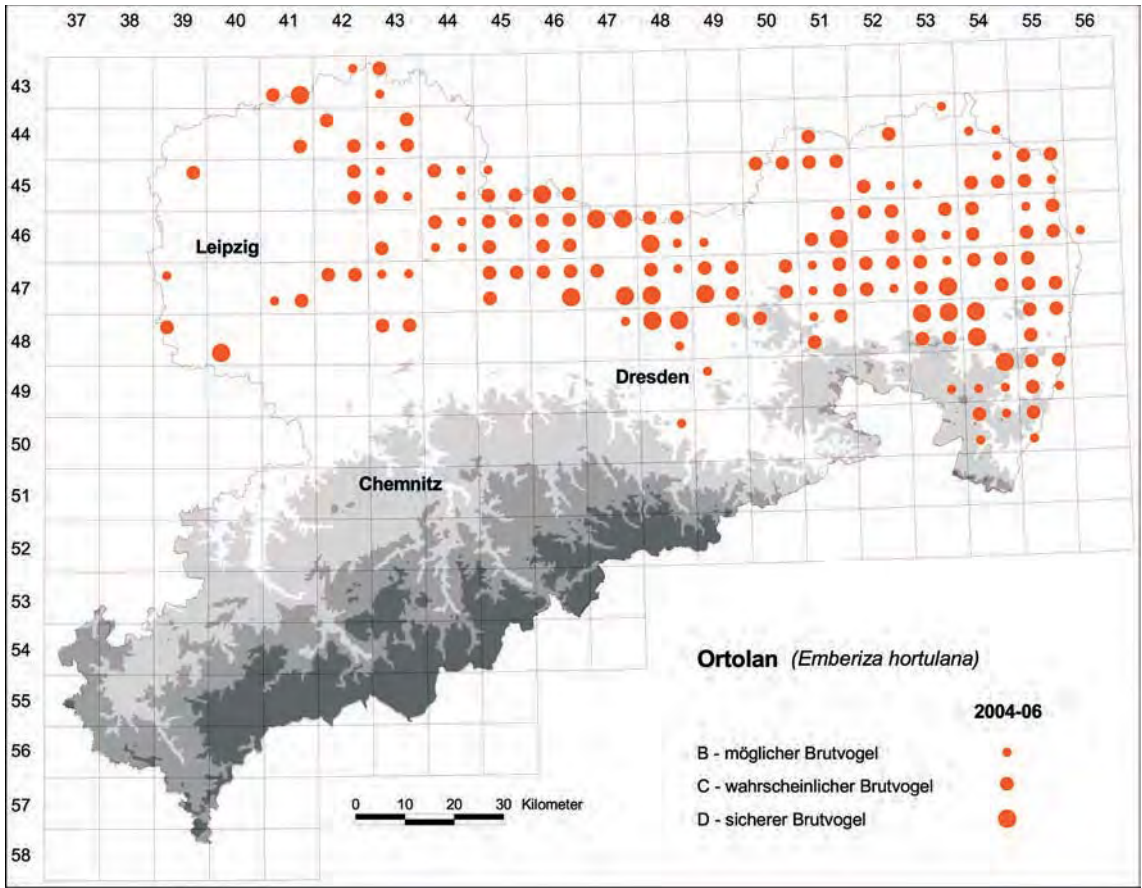 37 38 39 40 41 42 43 44 45 46 47 48 49 50 51 52 53 54 55 56
43
44
45
46
Leipzig
47
48
Dresden
49
50
Chemnitz
51
52
53
54
55
56
57
58
Ortolan (Emberiza hortulana)
2004-06
B - möglicher Brutvogel
C - wahrscheinlicher Brutvogel
D - sicherer Brutvogel
0 10 20 30 Kilometer